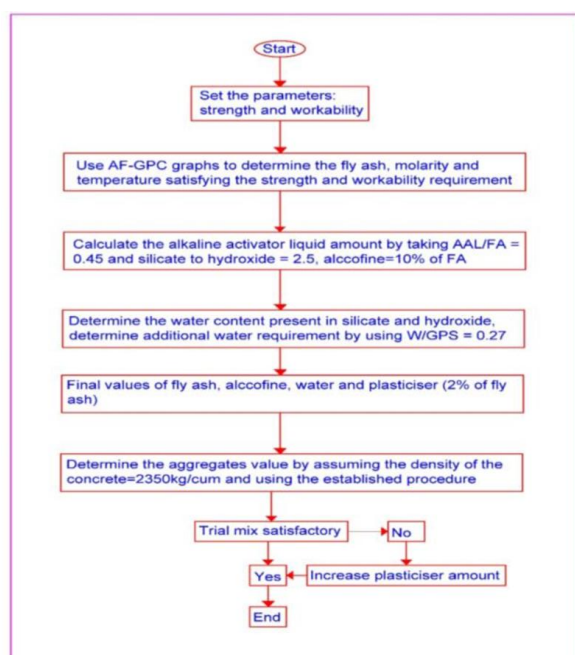 Start
Set the parameters:
strength and workability
Use AF-GPC graphs to determine the fly ash, molarity and
temperature satisfying the strength and workability requirement
Calculate the alkaline activator liquid amount by taking AAL/FA =
0.45 and silicate to hydroxide = 2.5, alccofine=10% of FA
Determine the water content present in silicate and hydroxide,
determine additional water requirement by using W/GPS = 0.27
Final values of fly ash, alccofine, water and plasticiser (2% of fly
ash)
Determine the aggregates value by assuming the density of the
concrete=2350kg/cum and using the established procedure
Trial mix satisfactory
No
Yes
Increase plasticiser amount
End